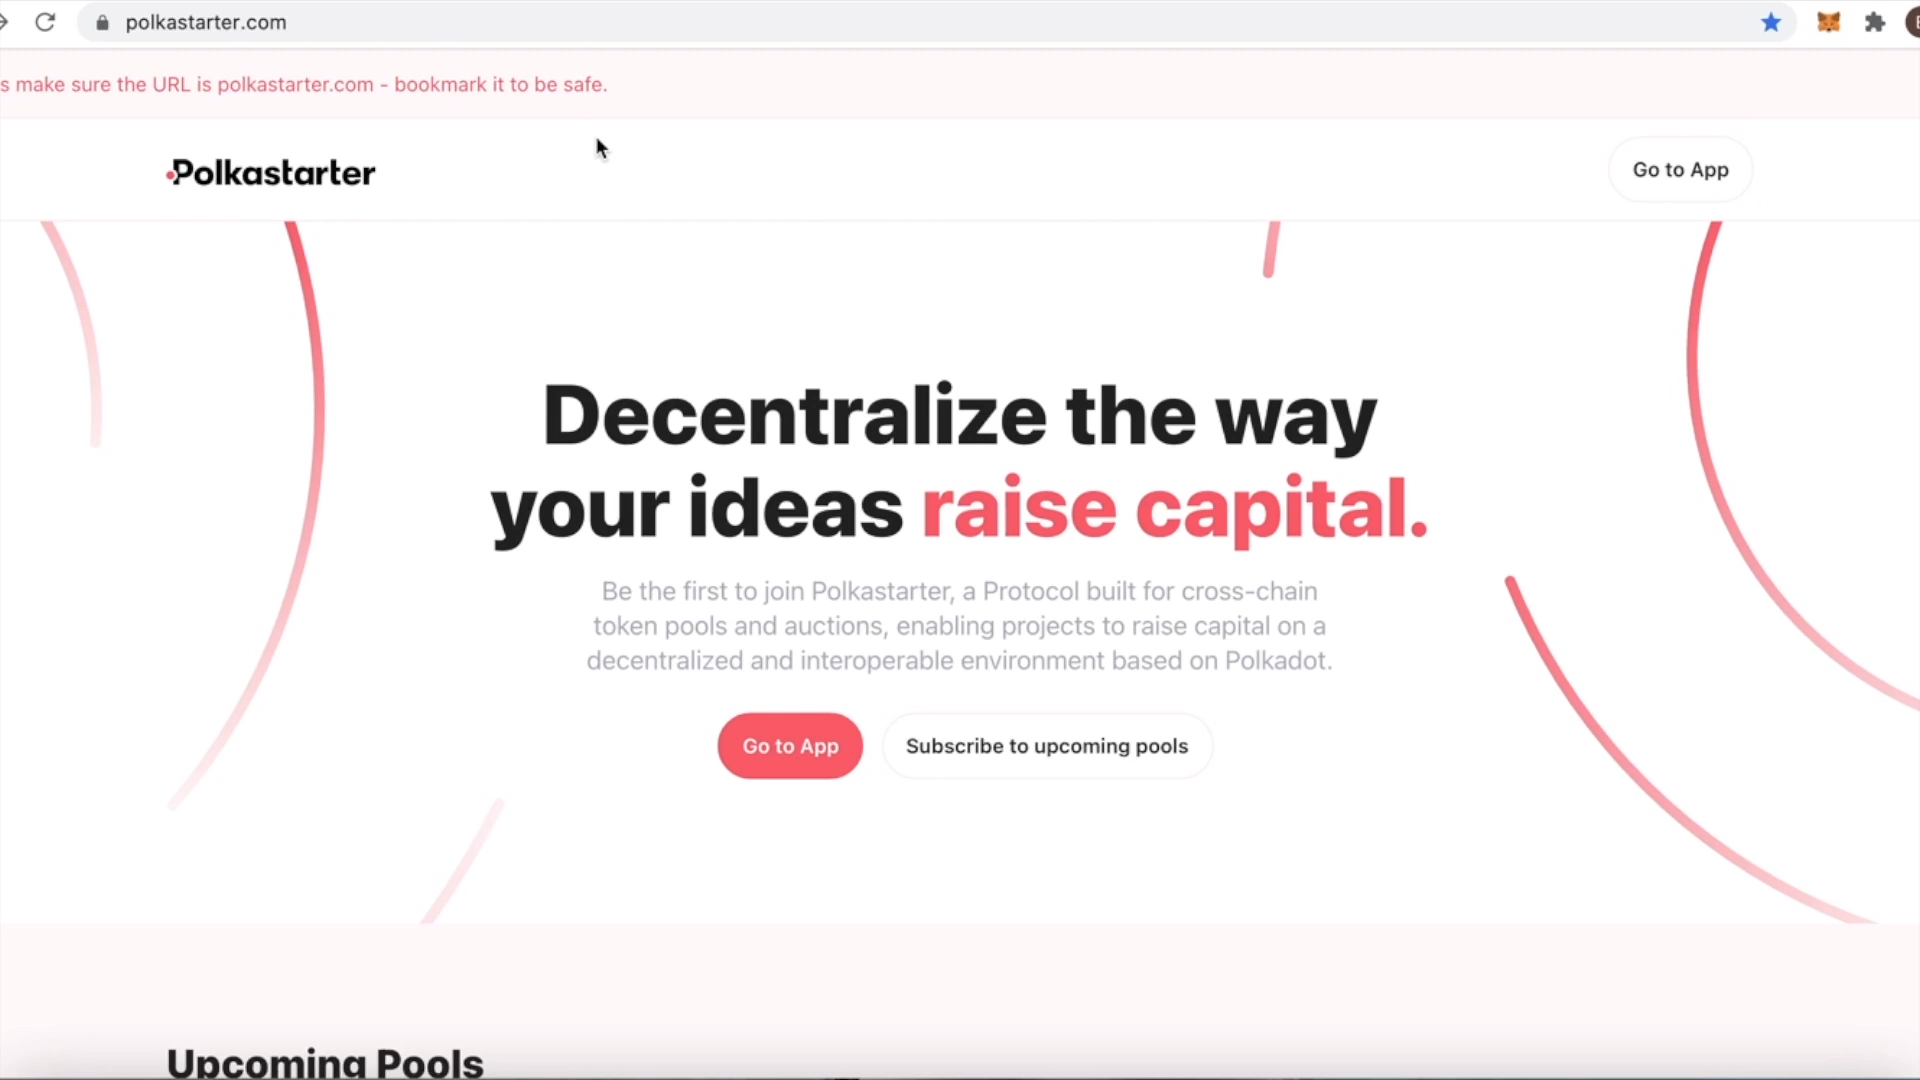 polkastarter.com
s make sure the URL is polkastarter.com - bookmark it to be safe.
Polkastarter
Go to App
Decentralize the way
your ideas raise capital.
Be the first to join Polkastarter, a Protocol built for cross-chain
token pools and auctions, enabling projects to raise capital on a
decentralized and interoperable environment based on Polkadot.
Go to App
Subscribe to upcoming pools
Upcoming Pools